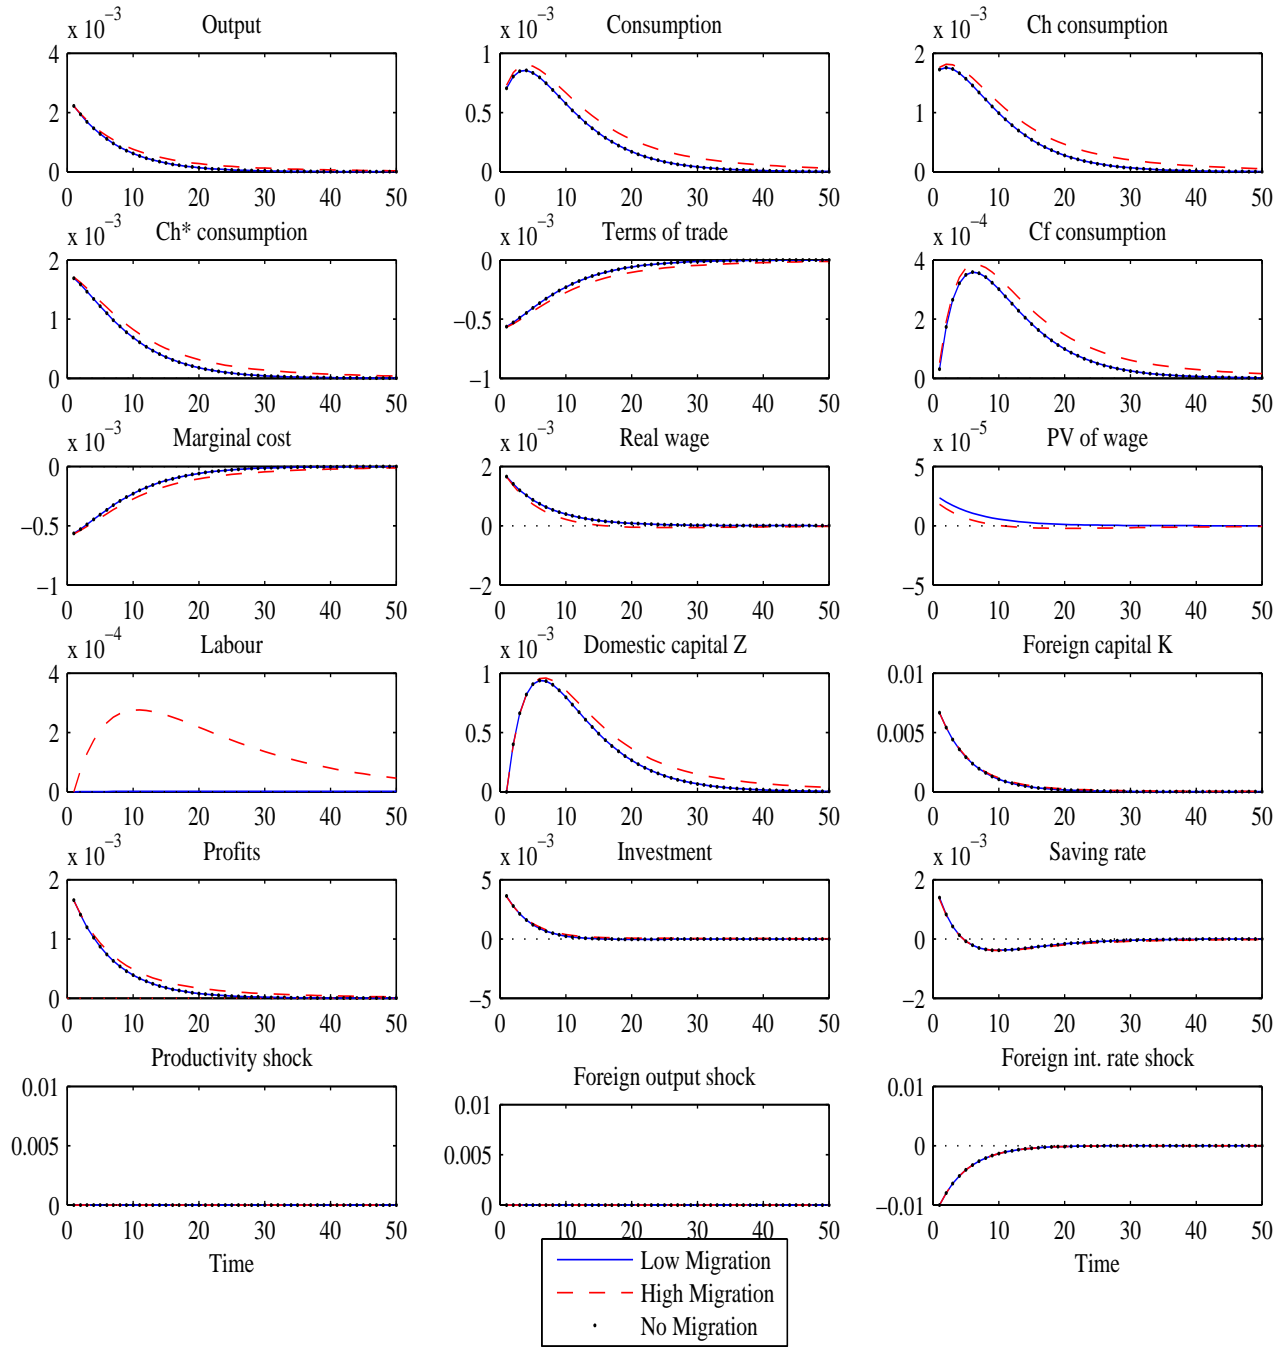 Output
x 10^−3
4
2
0
0 10 20 30 40 50
Consumption
x 10^−3
1
0.5
0
0 10 20 30 40 50
Ch consumption
x 10^−3
2
1
0
0 10 20 30 40 50
Ch* consumption
x 10^−3
2
1
0
0 10 20 30 40 50
Terms of trade
x 10^−3
0
−0.5
−1
0 10 20 30 40 50
Cf consumption
x 10^−4
4
2
0
0 10 20 30 40 50
Marginal cost
x 10^−3
0
−0.5
−1
0 10 20 30 40 50
Real wage
x 10^−3
2
0
−2
0 10 20 30 40 50
PV of wage
x 10^−5
5
0
−5
0 10 20 30 40 50
Labour
x 10^−4
4
2
0
0 10 20 30 40 50
Domestic capital Z
x 10^−3
1
0.5
0
0 10 20 30 40 50
Foreign capital K
0.01
0.005
0
0 10 20 30 40 50
Profits
x 10^−3
2
1
0
0 10 20 30 40 50
Investment
x 10^−3
5
0
−5
0 10 20 30 40 50
Saving rate
x 10^−3
2
0
−2
0 10 20 30 40 50
Productivity shock
0.01
0.005
0
0 10 20 30 40 50
Time
Foreign output shock
0.01
0.005
0
0 10 20 30 40 50
Foreign int. rate shock
0.01
0
−0.01
0 10 20 30 40 50
Time
Low Migration
High Migration
No Migration